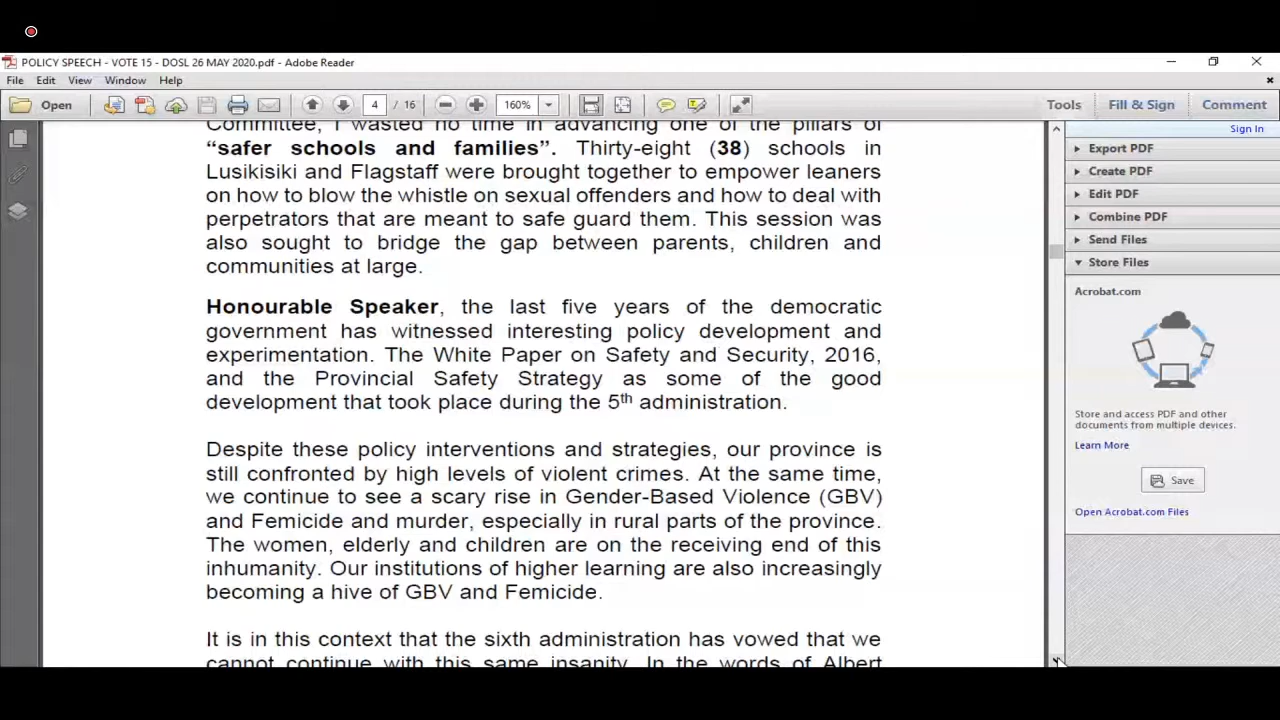 POLICY SPEECH - VOTE 15 - DOSL 26 MAY 2020.pdf - Adobe Reader
File Edit View Window Help
Open 4 / 16 160% Tools Fill & Sign Comment
Sign In
Export PDF
Create PDF
Edit PDF
Combine PDF
Send Files
Store Files
Acrobat.com
Store and access PDF and other
documents from multiple devices.
Learn More
Save
Open Acrobat.com Files
Committee, I wasted no time in advancing one of the pillars of
“safer schools and families”. Thirty-eight (38) schools in
Lusikisiki and Flagstaff were brought together to empower leaners
on how to blow the whistle on sexual offenders and how to deal with
perpetrators that are meant to safe guard them. This session was
also sought to bridge the gap between parents, children and
communities at large.
Honourable Speaker, the last five years of the democratic
government has witnessed interesting policy development and
experimentation. The White Paper on Safety and Security, 2016,
and the Provincial Safety Strategy as some of the good
development that took place during the 5th administration.
Despite these policy interventions and strategies, our province is
still confronted by high levels of violent crimes. At the same time,
we continue to see a scary rise in Gender-Based Violence (GBV)
and Femicide and murder, especially in rural parts of the province.
The women, elderly and children are on the receiving end of this
inhumanity. Our institutions of higher learning are also increasingly
becoming a hive of GBV and Femicide.
It is in this context that the sixth administration has vowed that we
cannot continue with this same insanity. In the words of Albert